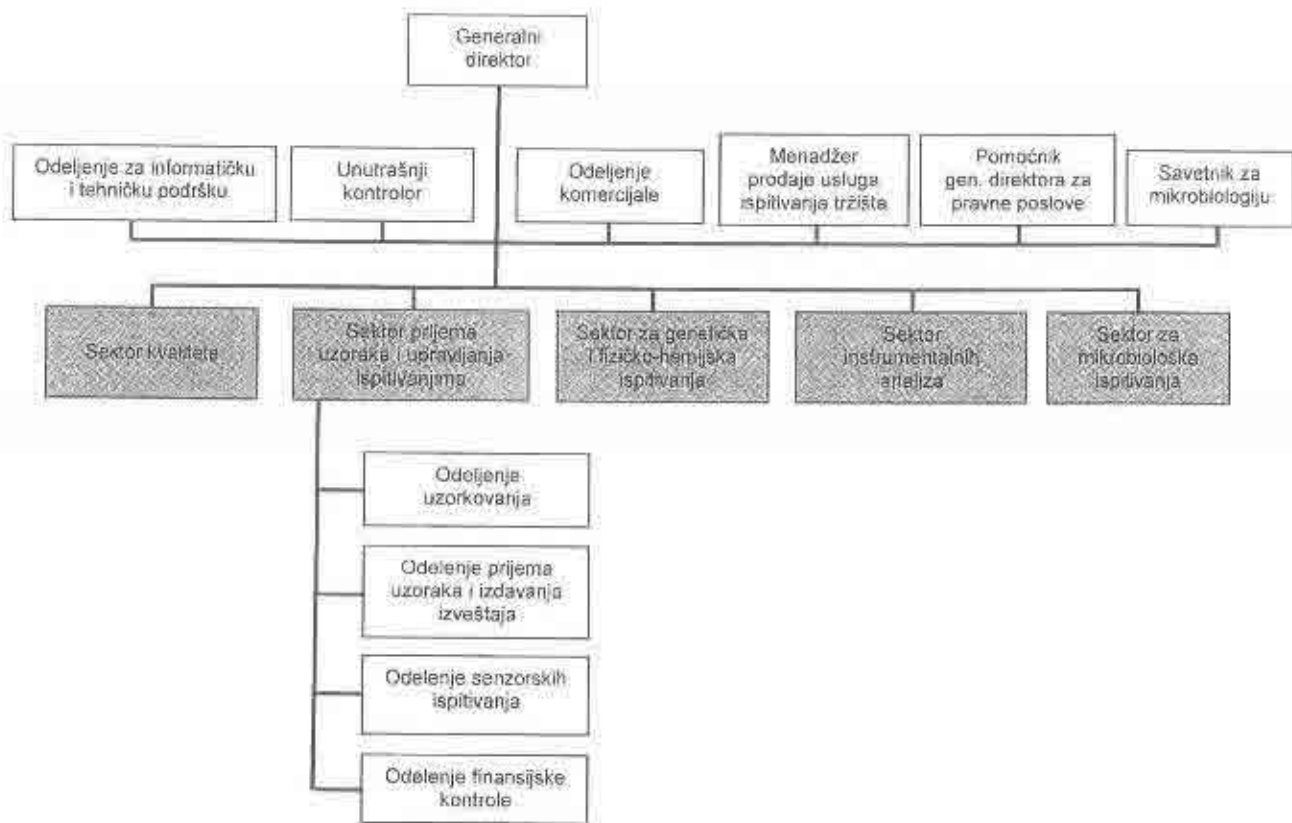 Generalni
direktor
Odeljenje za informatičku
i tehničku podršku
Unutrašnji
kontrolor
Odeljenje
komercijale
Menadžer
prodaje usluga
ispitivanja tržišta
Pomoćnik
gen. direktora za
pravne poslove
Savetnik za
mikrobiologiju
Sektor kvaliteta
Sektor prijema
uzoraka i upravljanja
ispitivanjima
Sektor za genetička
i fizičko-hemijska
ispitivanja
Sektor
instrumentalnih
analiza
Sektor za
mikrobiološka
ispitivanja
Odeljenje
uzorkovanja
Odelenje prijema
uzoraka i izdavanja
izveštaja
Odelenje senzorskih
ispitivanja
Odelenje finansijske
kontrole